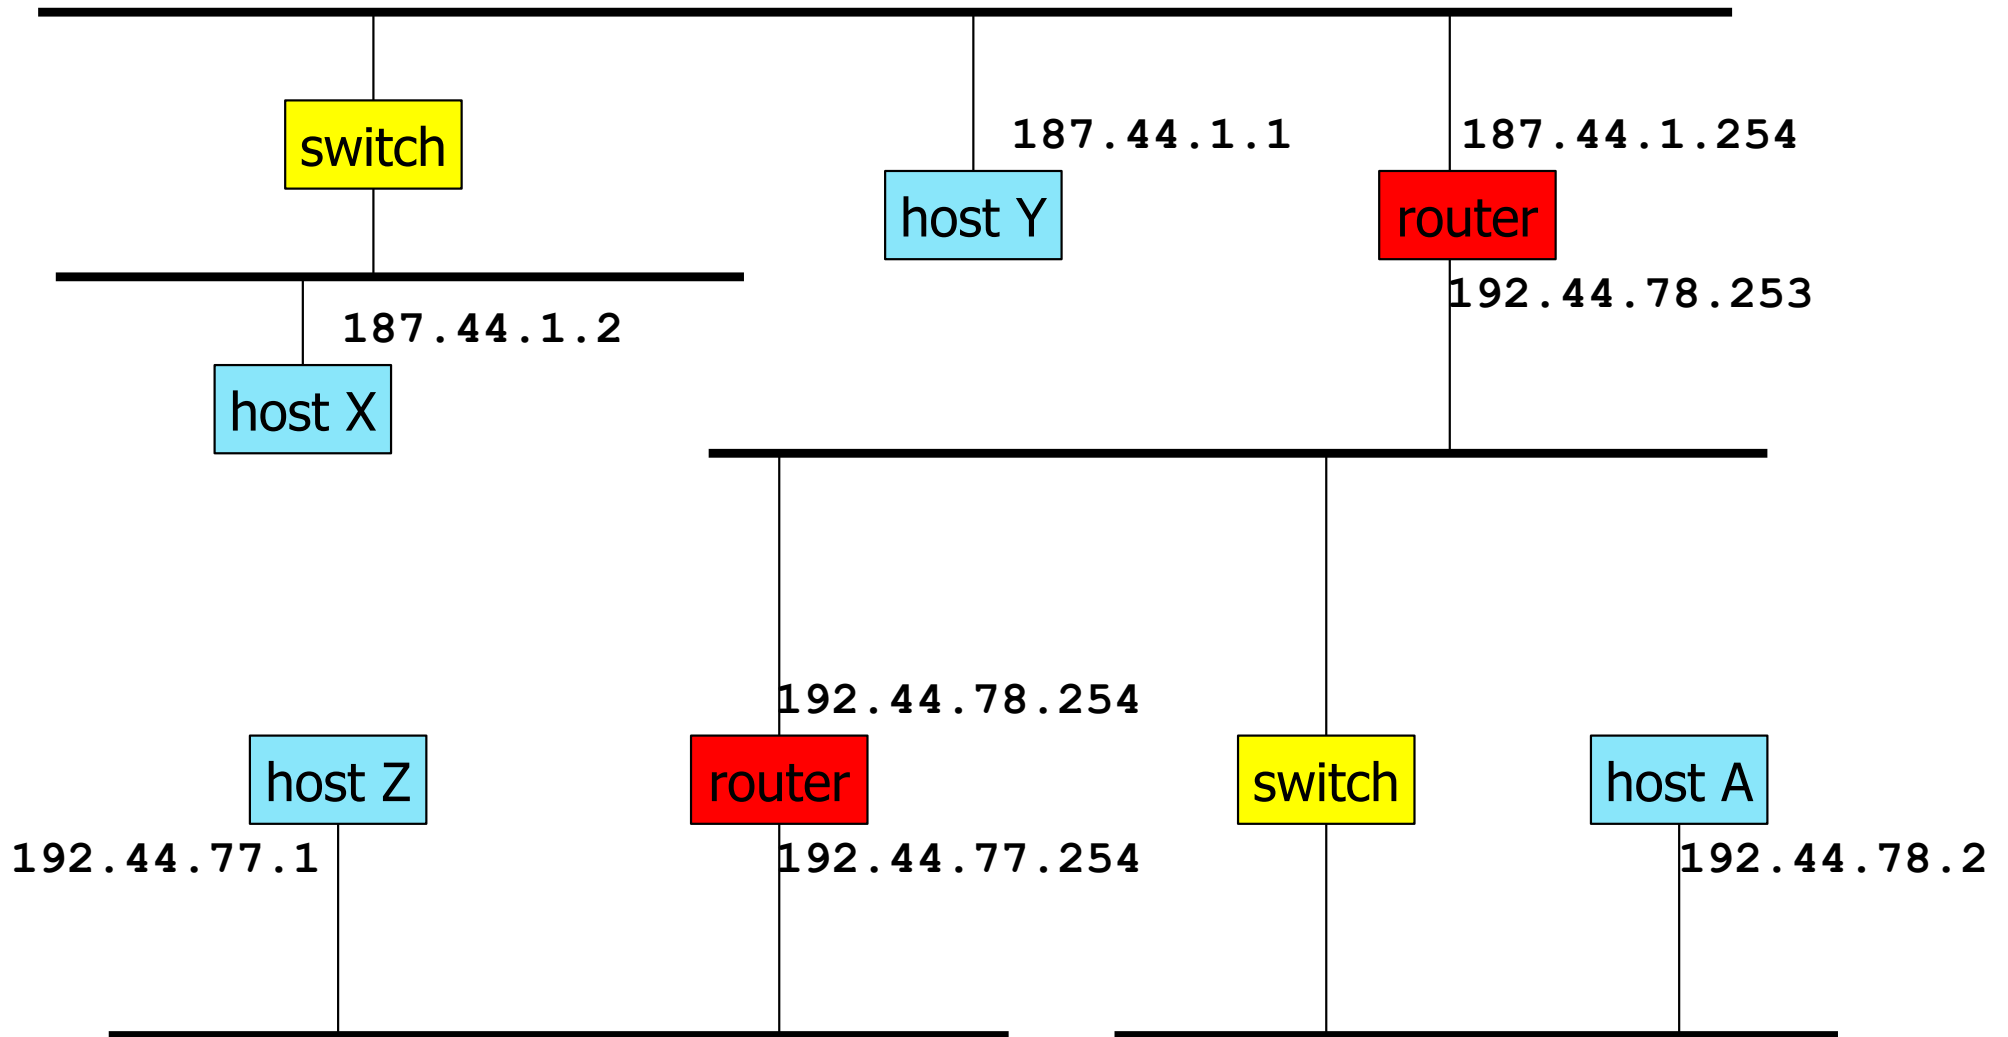 187.44.1.1
187.44.1.254
switch
host Y
router
192.44.78.253
187.44.1.2
host X
192.44.78.254
host Z
router
switch
host A
192.44.77.1
192.44.77.254
192.44.78.2